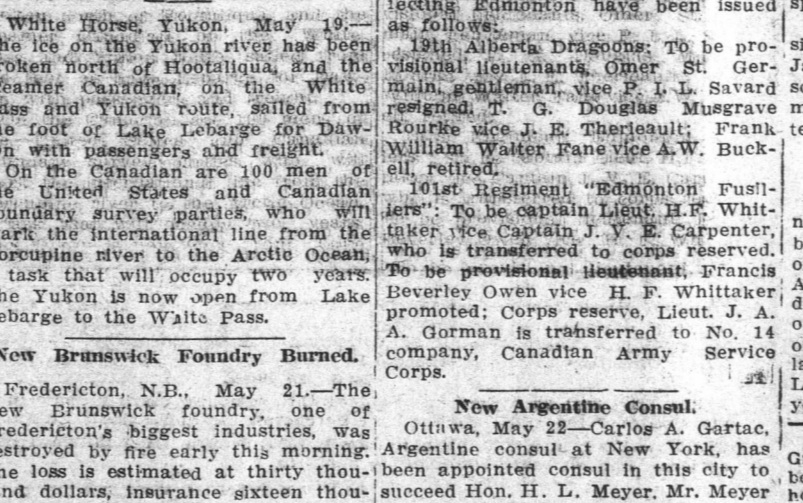 White Horse, Yukon, May 19.—
he ice on the Yukon river has been
roken north of Hootaliqua, and the
eamer Canadian, on the White
ass and Yukon route, sailed from
e foot of Lake Lebarge for Daw-
n with passengers and freight.
On the Canadian are 100 men of
e United States and Canadian
oundary survey parties, who will
ark the international line from the
orcupine river to the Arctic Ocean,
task that will occupy two years.
he Yukon is now open from Lake
ebarge to the White Pass.
New Brunswick Foundry Burned.
Fredericton, N.B., May 21.—The
ew Brunswick foundry, one of
redericton's biggest industries, was
estroyed by fire early this morning.
he loss is estimated at thirty thou-
nd dollars, insurance sixteen thou-
lecting Edmonton have been issued
as follows:
19th Alberta Dragoons: To be pro-
visional lieutenants, Omer St. Ger-
main, gentleman, vice P. I. L. Savard
resigned. T. G. Douglas Musgrave
Rourke vice J. E. Therieault; Frank
William Walter Fane vice A.W. Buck-
ell, retired.
101st Regiment "Edmonton Fusil-
iers": To be captain Lieut. H.F. Whit-
taker vice Captain J. V. E. Carpenter,
who is transferred to corps reserved.
To be provisional lieutenant, Francis
Beverley Owen vice H. F. Whittaker
promoted; Corps reserve, Lieut. J. A.
A. Gorman is transferred to No. 14
company, Canadian Army Service
Corps.
New Argentine Consul.
Ottawa, May 22—Carlos A. Gartac,
Argentine consul at New York, has
been appointed consul in this city to
succeed Hon. H. L. Meyer. Mr. Meyer